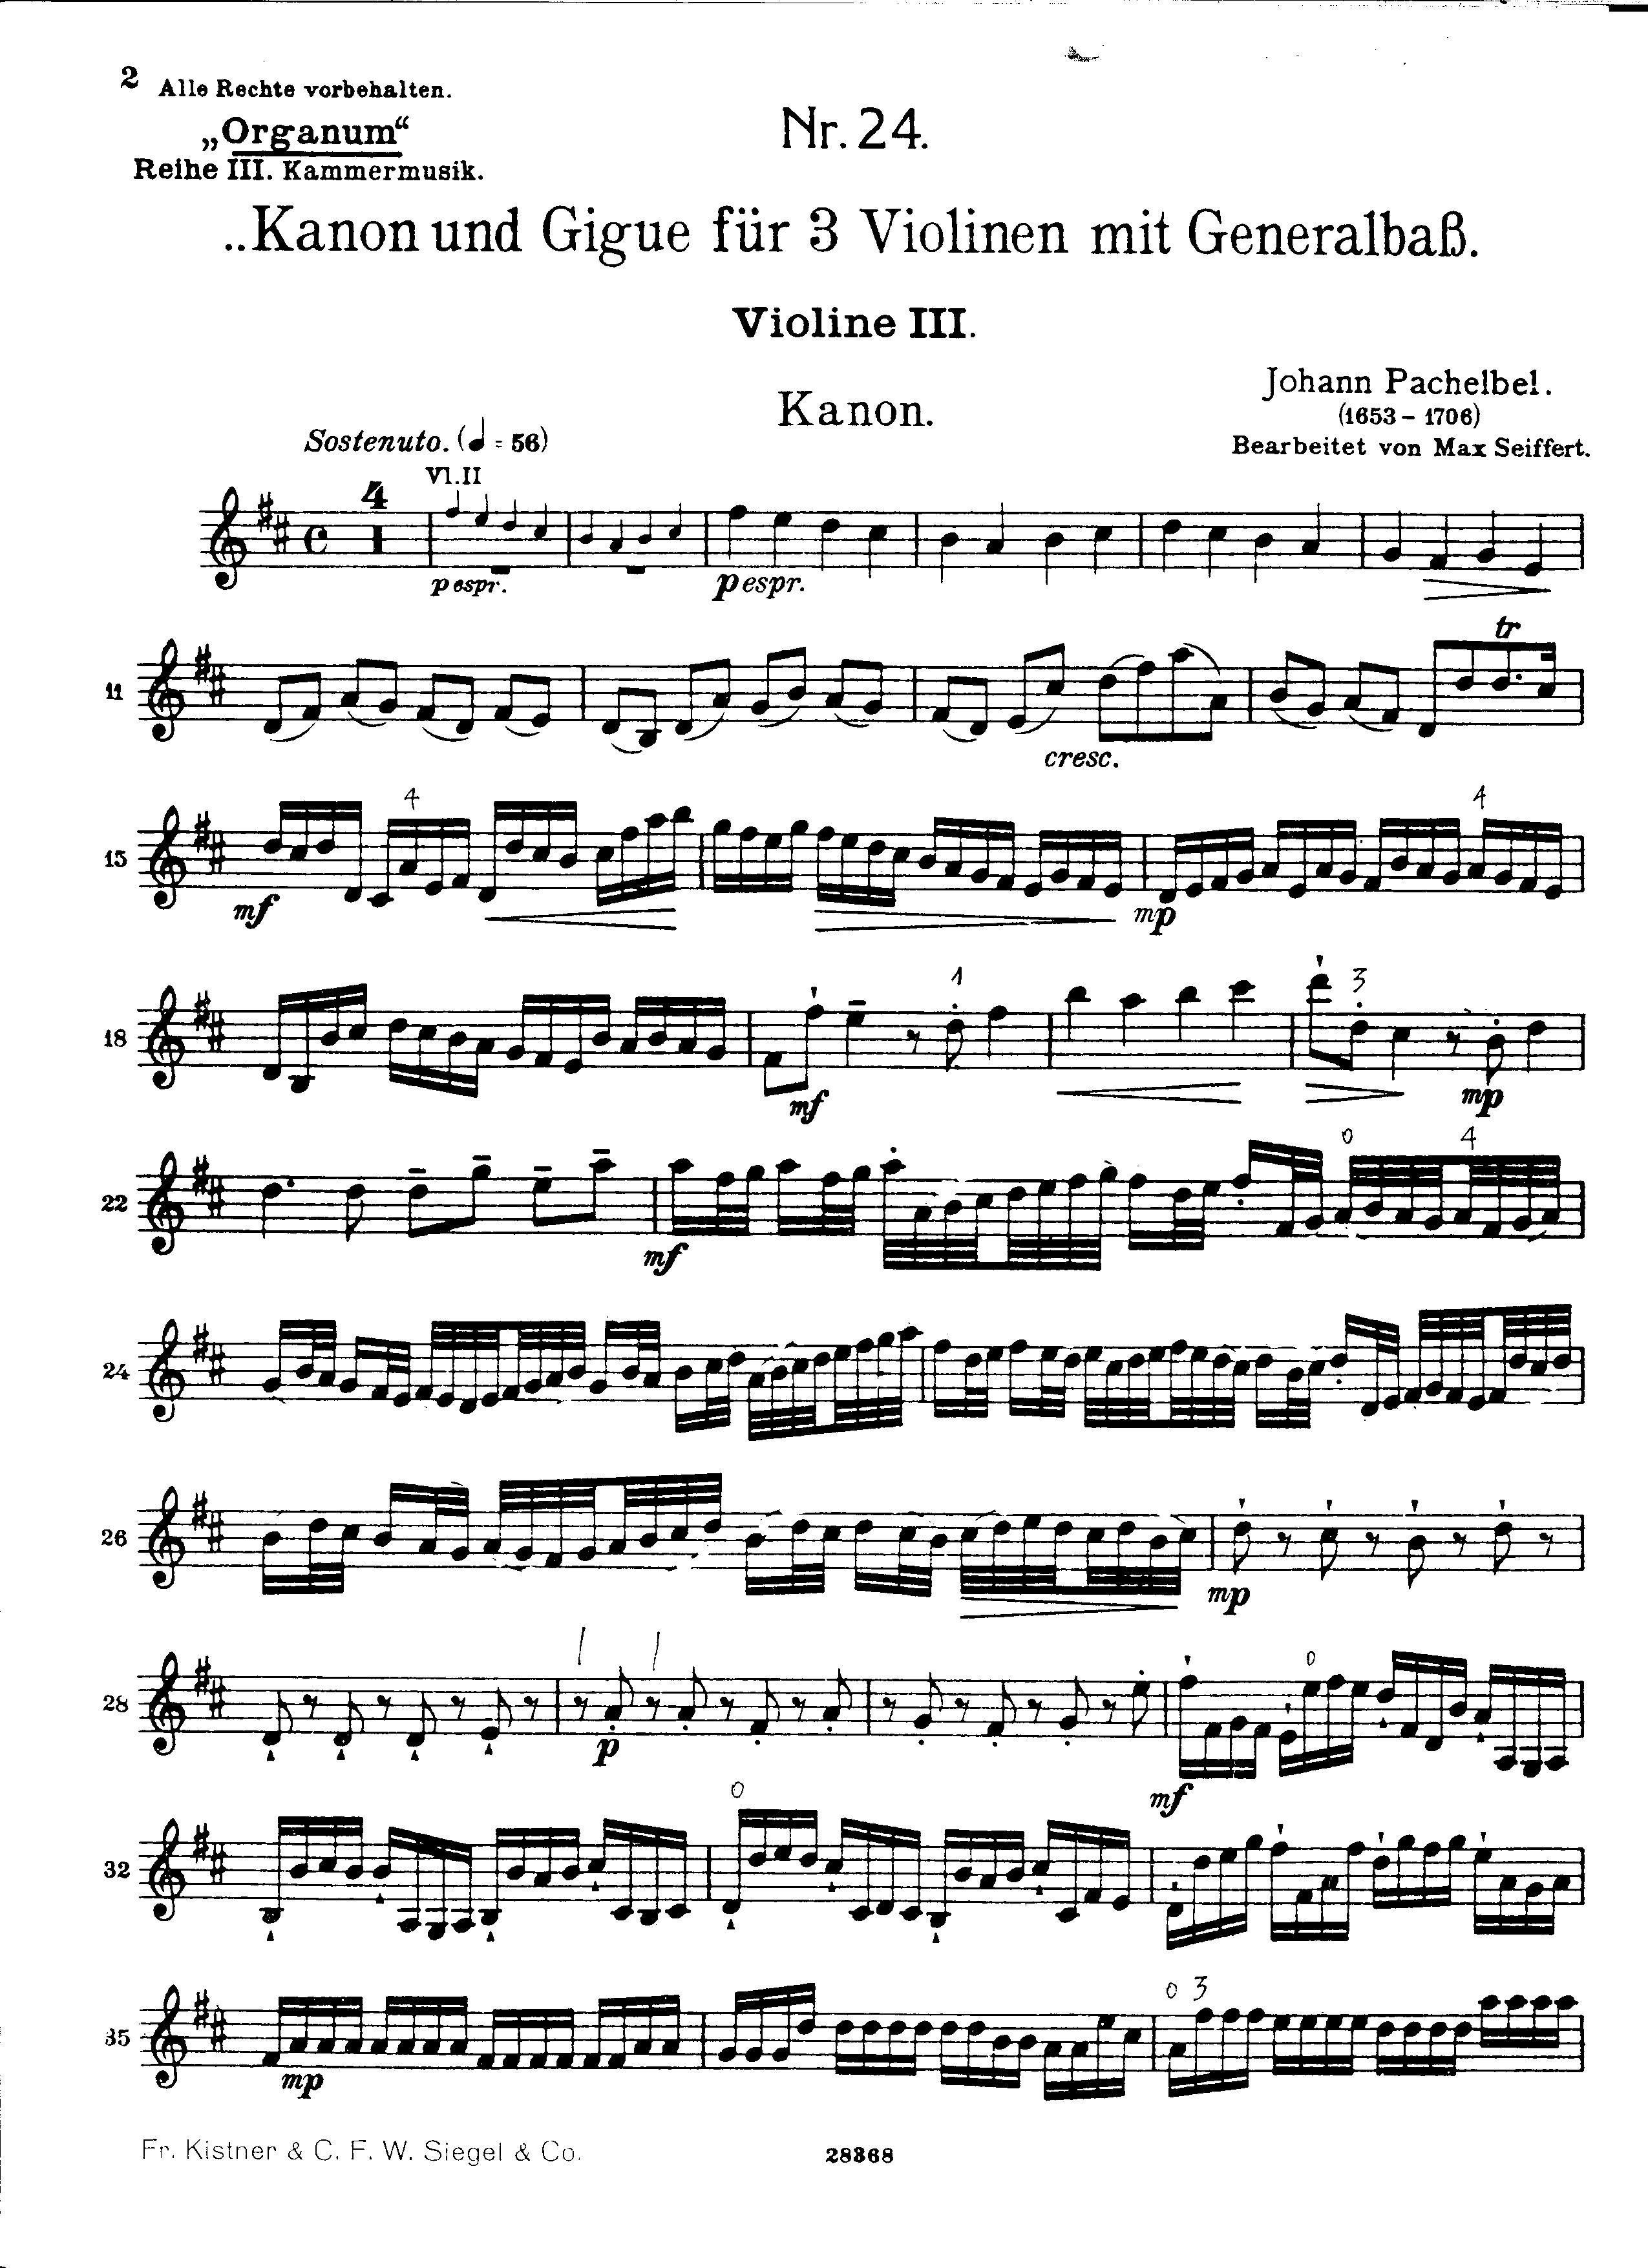 2 Alle Rechte vorbehalten.
„Organum“
Reihe III. Kammermusik.
Nr. 24.
..Kanon und Gigue für 3 Violinen mit Generalbaß.
Violine III.
Kanon.
Johann Pachelbel.
(1653 – 1706)
Bearbeitet von Max Seiffert.
Sostenuto. (♩ = 56)
Vl. II
4
p espr. p espr.
11
tr
cresc.
4 4
15
mf mp
1 3
18
mf mp
0 4
22
mf
24
26
mp
0
28
p mf
0
32
0 3
35
mp
Fr. Kistner & C. F. W. Siegel & Co. 28368